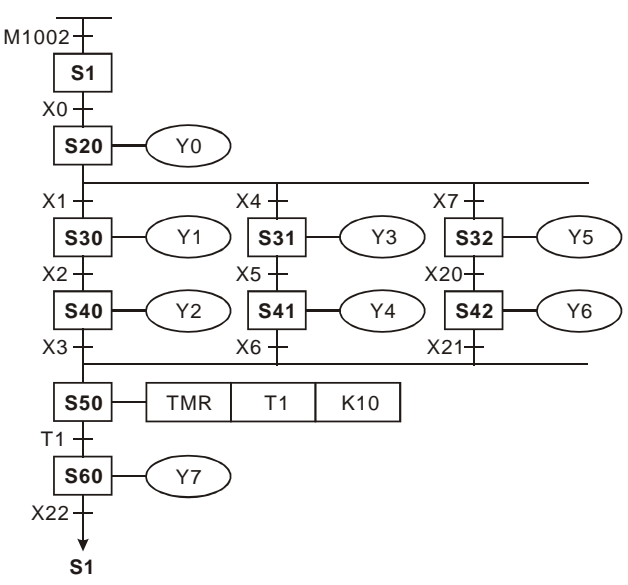 M1002
S1
X0
S20 Y0
X1 X4 X7
S30 Y1 S31 Y3 S32 Y5
X2 X5 X20
S40 Y2 S41 Y4 S42 Y6
X3 X6 X21
S50 TMR T1 K10
T1
S60 Y7
X22
S1